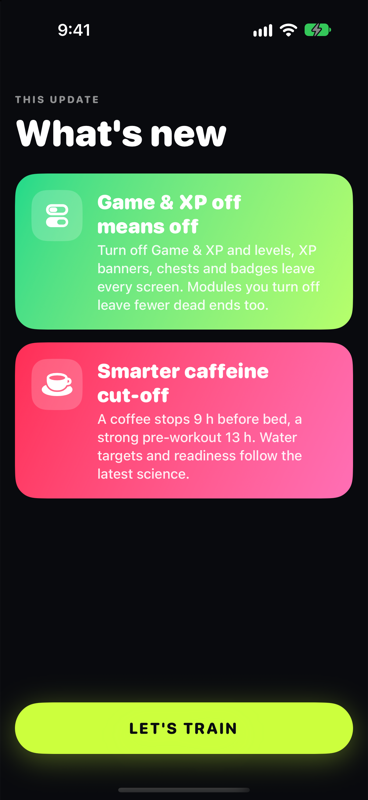 9:41
THIS UPDATE
What's new
Game & XP off
means off
Turn off Game & XP and levels, XP
banners, chests and badges leave
every screen. Modules you turn off
leave fewer dead ends too.
Smarter caffeine
cut-off
A coffee stops 9 h before bed, a
strong pre-workout 13 h. Water
targets and readiness follow the
latest science.
LET'S TRAIN